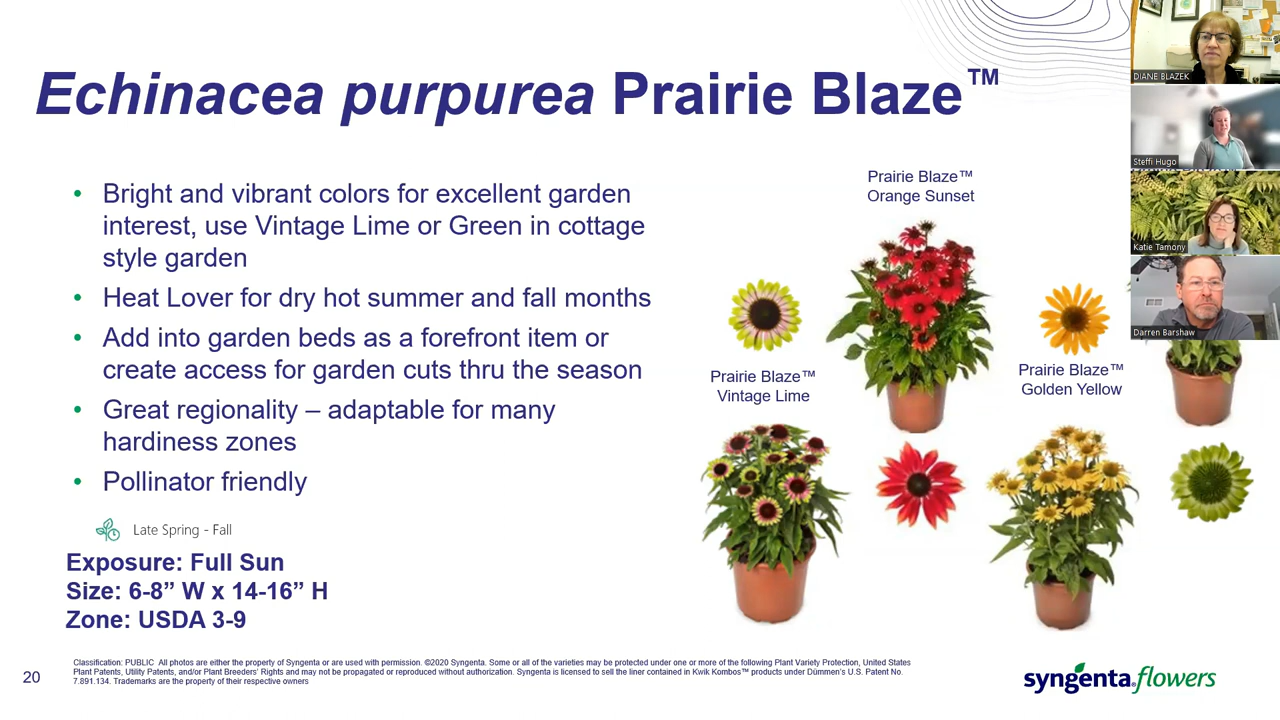 Echinacea purpurea Prairie Blaze™
• Bright and vibrant colors for excellent garden
interest, use Vintage Lime or Green in cottage
style garden
• Heat Lover for dry hot summer and fall months
• Add into garden beds as a forefront item or
create access for garden cuts thru the season
• Great regionality – adaptable for many
hardiness zones
• Pollinator friendly
Late Spring - Fall
Exposure: Full Sun
Size: 6-8” W x 14-16” H
Zone: USDA 3-9
Prairie Blaze™
Orange Sunset
Prairie Blaze™
Vintage Lime
Prairie Blaze™
Golden Yellow
DIANE BLAZEK
Steffi Hugo
Katie Tamony
Darren Barshaw
20
Classification: PUBLIC All photos are either the property of Syngenta or are used with permission. ©2020 Syngenta. Some or all of the varieties may be protected under one or more of the following Plant Variety Protection, United States
Plant Patents, Utility Patents, and/or Plant Breeders' Rights and may not be propagated or reproduced without authorization. Syngenta is licensed to sell the liner contained in Kwik Kombos™ products under Dümmen's U.S. Patent No.
7.891.134. Trademarks are the property of their respective owners
syngenta® flowers